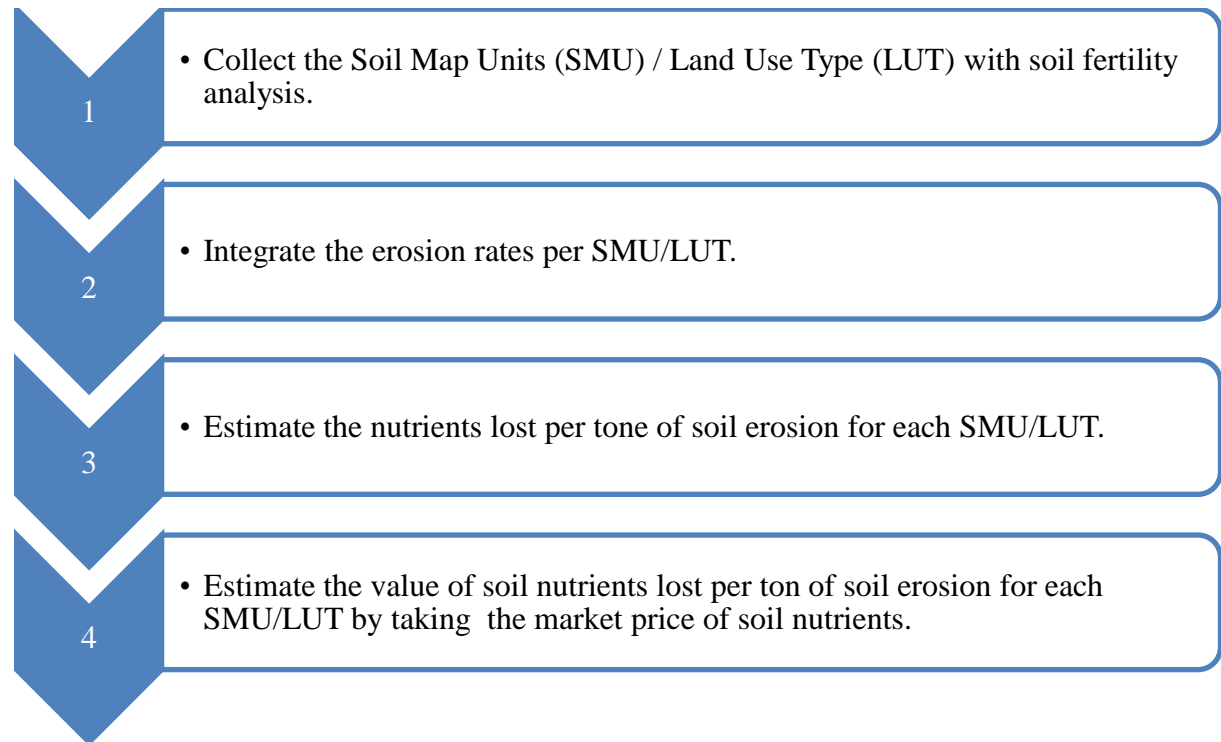 1
• Collect the Soil Map Units (SMU) / Land Use Type (LUT) with soil fertility
analysis.
2
• Integrate the erosion rates per SMU/LUT.
3
• Estimate the nutrients lost per tone of soil erosion for each SMU/LUT.
4
• Estimate the value of soil nutrients lost per ton of soil erosion for each
SMU/LUT by taking  the market price of soil nutrients.